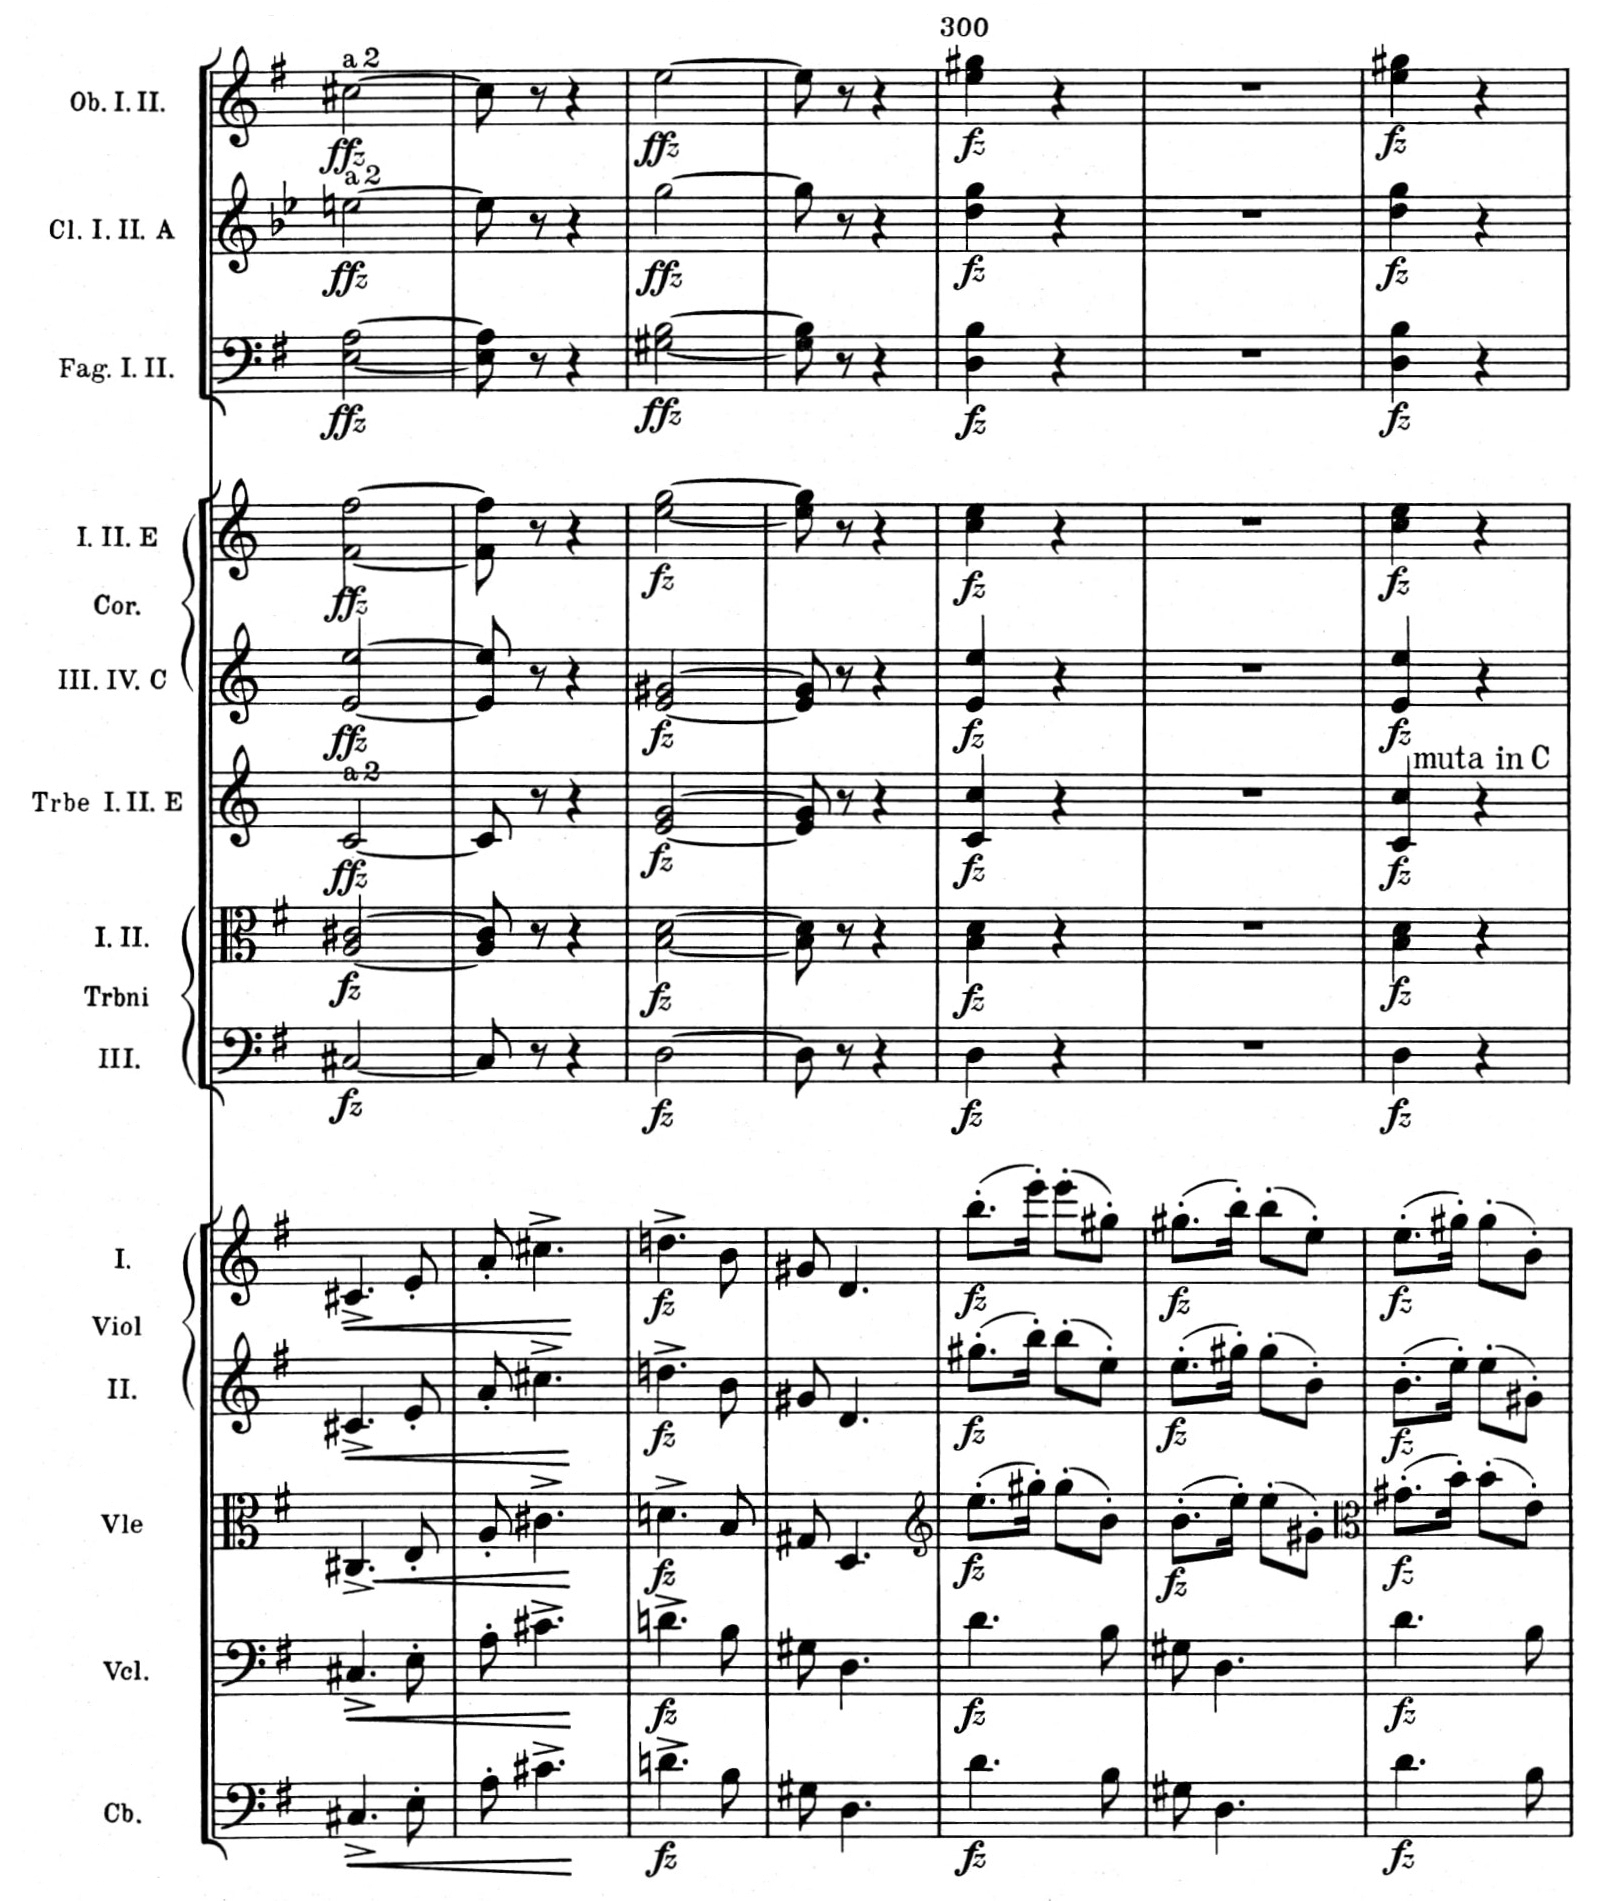 300
a 2
Ob. I. II.
ffz ffz fz fz
a 2
Cl. I. II. A
ffz ffz fz fz
Fag. I. II.
ffz ffz fz fz
I. II. E
ffz fz fz fz
Cor.
III. IV. C
ffz fz fz fz
muta in C
a 2
Trbe I. II. E
ffz fz fz fz
I. II.
fz fz fz fz
Trbni
III.
fz fz fz fz
I.
fz fz fz fz
Viol
II.
fz fz fz fz
Vle
fz fz fz fz
Vcl.
fz fz fz
Cb.
fz fz fz